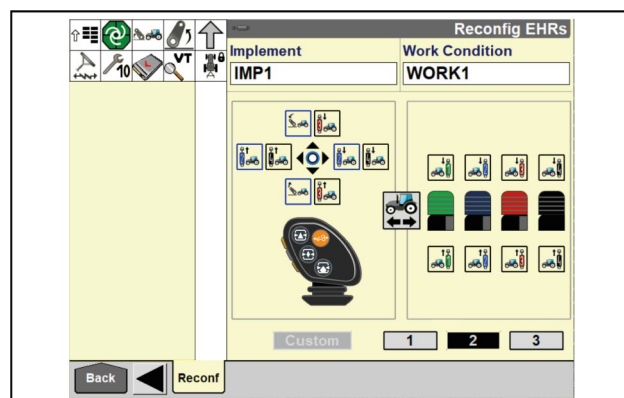 Reconfig EHRs
VT
10
Implement
Work Condition
IMP1
WORK1
Custom
1
2
3
Back
Reconf